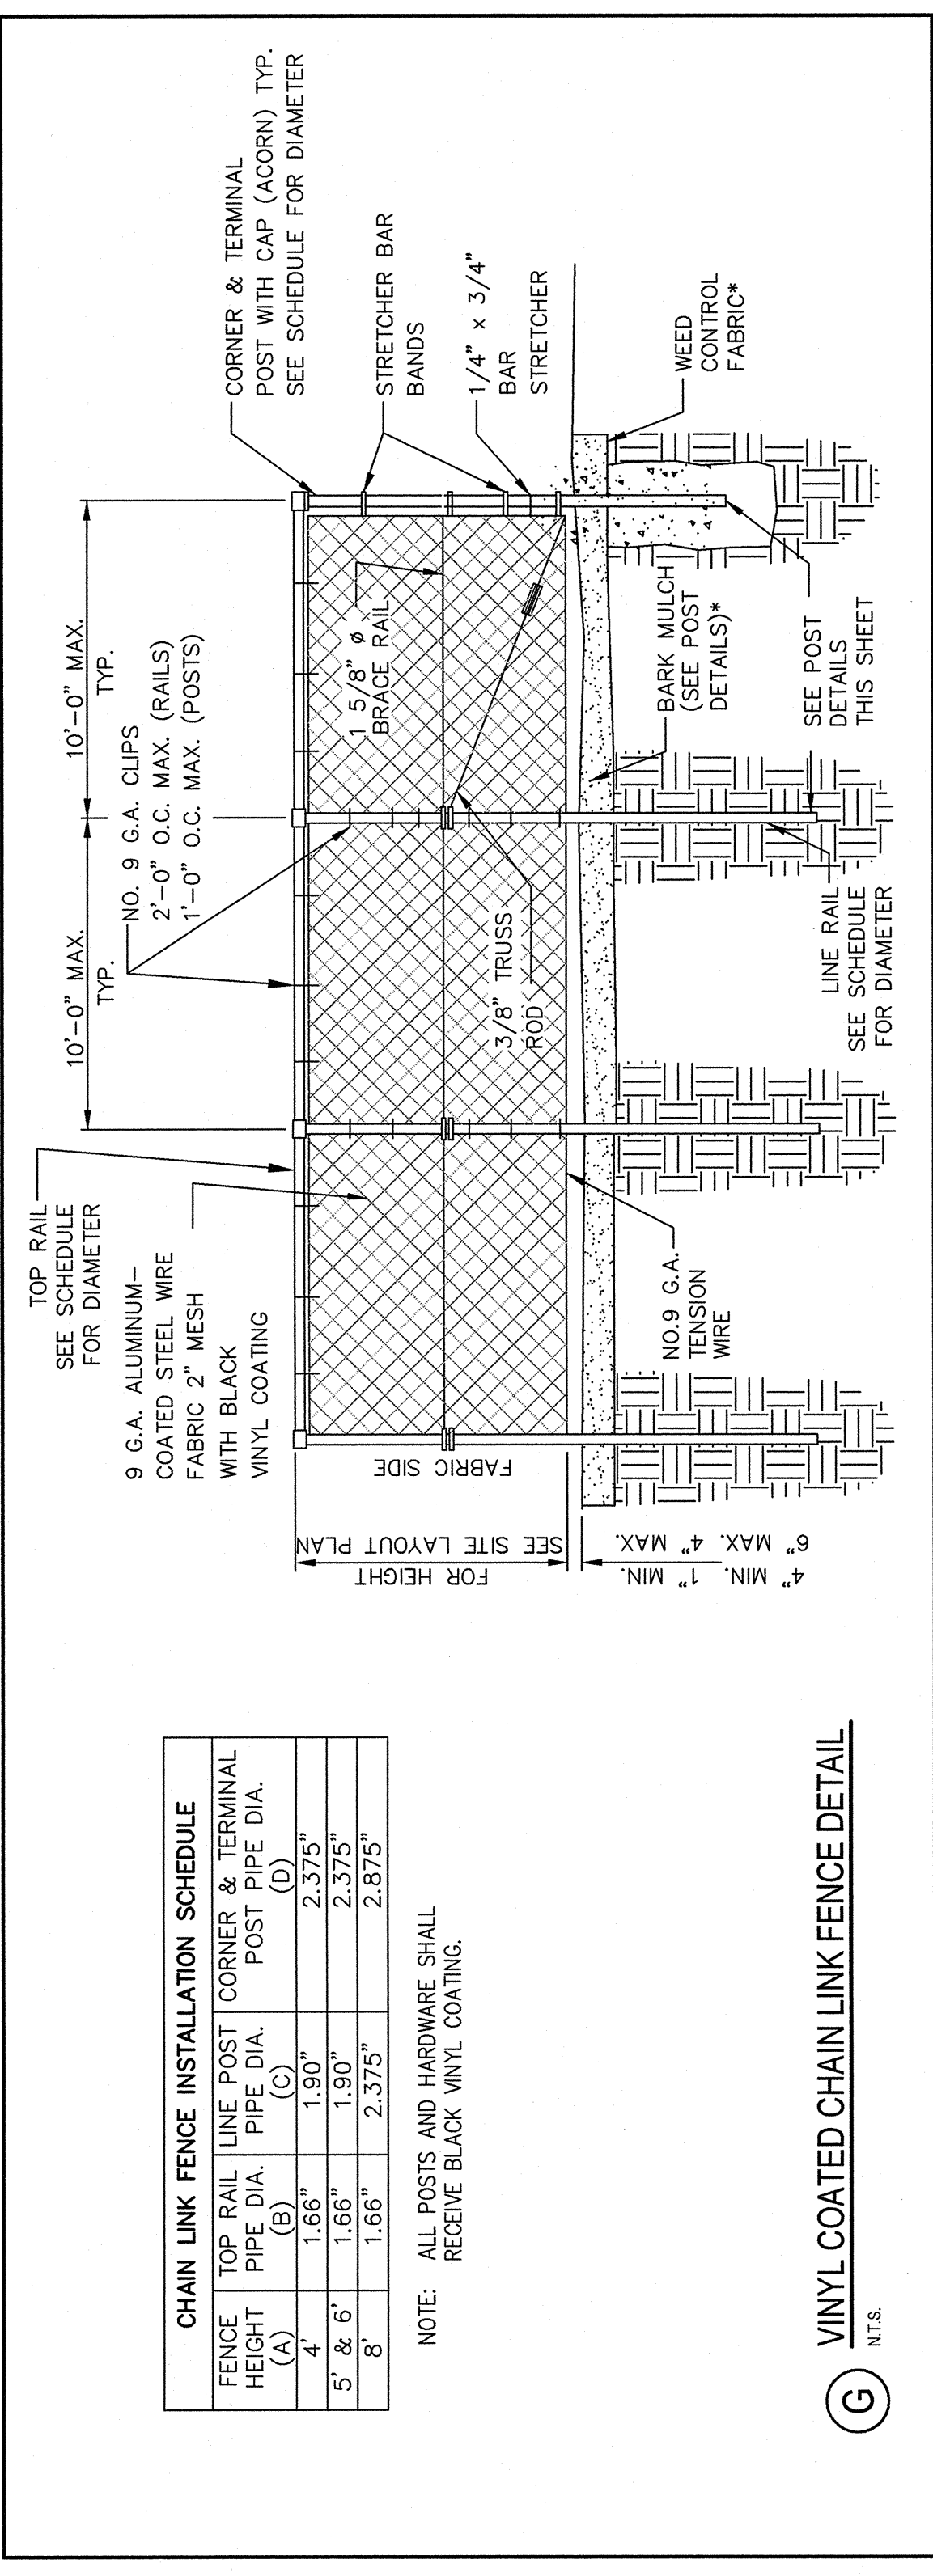 CHAIN LINK FENCE INSTALLATION SCHEDULE
FENCE HEIGHT (A) TOP RAIL PIPE DIA. (B) LINE POST PIPE DIA. (C) CORNER & TERMINAL POST PIPE DIA. (D)
4' 1.66" 1.90" 2.375"
5' & 6' 1.66" 1.90" 2.375"
8' 1.66" 2.375" 2.875"
NOTE: ALL POSTS AND HARDWARE SHALL
RECEIVE BLACK VINYL COATING.
TOP RAIL
SEE SCHEDULE
FOR DIAMETER
9 G.A. ALUMINUM-
COATED STEEL WIRE
FABRIC 2" MESH
WITH BLACK
VINYL COATING
10'-0" MAX.
TYP.
10'-0" MAX.
TYP.
NO. 9 G.A. CLIPS
2'-0" O.C. MAX. (RAILS)
1'-0" O.C. MAX. (POSTS)
CORNER & TERMINAL
POST WITH CAP (ACORN) TYP.
SEE SCHEDULE FOR DIAMETER
STRETCHER BAR
BANDS
1/4" x 3/4"
BAR
STRETCHER
1 5/8" ø
BRACE RAIL
3/8" TRUSS
ROD
FABRIC SIDE
SEE SITE LAYOUT PLAN
FOR HEIGHT
6" MAX. 4" MAX.
4" MIN. 1" MIN.
NO.9 G.A.
TENSION
WIRE
BARK MULCH
(SEE POST
DETAILS)*
WEED
CONTROL
FABRIC*
LINE RAIL
SEE SCHEDULE
FOR DIAMETER
SEE POST
DETAILS
THIS SHEET
G
VINYL COATED CHAIN LINK FENCE DETAIL
N.T.S.